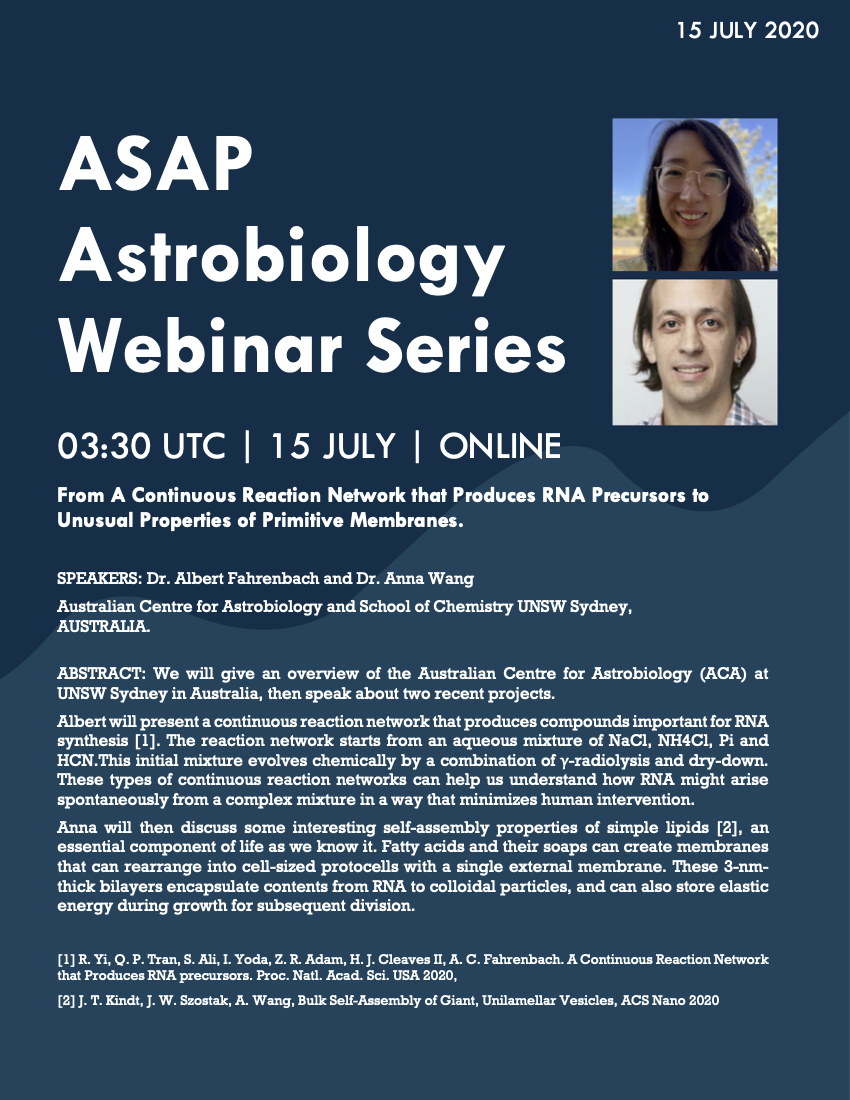 15 JULY 2020
ASAP
Astrobiology
Webinar Series
03:30 UTC | 15 JULY | ONLINE
From A Continuous Reaction Network that Produces RNA Precursors to
Unusual Properties of Primitive Membranes.
SPEAKERS: Dr. Albert Fahrenbach and Dr. Anna Wang
Australian Centre for Astrobiology and School of Chemistry UNSW Sydney,
AUSTRALIA.
ABSTRACT: We will give an overview of the Australian Centre for Astrobiology (ACA) at
UNSW Sydney in Australia, then speak about two recent projects.
Albert will present a continuous reaction network that produces compounds important for RNA
synthesis [1]. The reaction network starts from an aqueous mixture of NaCl, NH4Cl, Pi and
HCN.This initial mixture evolves chemically by a combination of γ-radiolysis and dry-down.
These types of continuous reaction networks can help us understand how RNA might arise
spontaneously from a complex mixture in a way that minimizes human intervention.
Anna will then discuss some interesting self-assembly properties of simple lipids [2], an
essential component of life as we know it. Fatty acids and their soaps can create membranes
that can rearrange into cell-sized protocells with a single external membrane. These 3-nm-
thick bilayers encapsulate contents from RNA to colloidal particles, and can also store elastic
energy during growth for subsequent division.
[1] R. Yi, Q. P. Tran, S. Ali, I. Yoda, Z. R. Adam, H. J. Cleaves II, A. C. Fahrenbach. A Continuous Reaction Network
that Produces RNA precursors. Proc. Natl. Acad. Sci. USA 2020,
[2] J. T. Kindt, J. W. Szostak, A. Wang, Bulk Self-Assembly of Giant, Unilamellar Vesicles, ACS Nano 2020